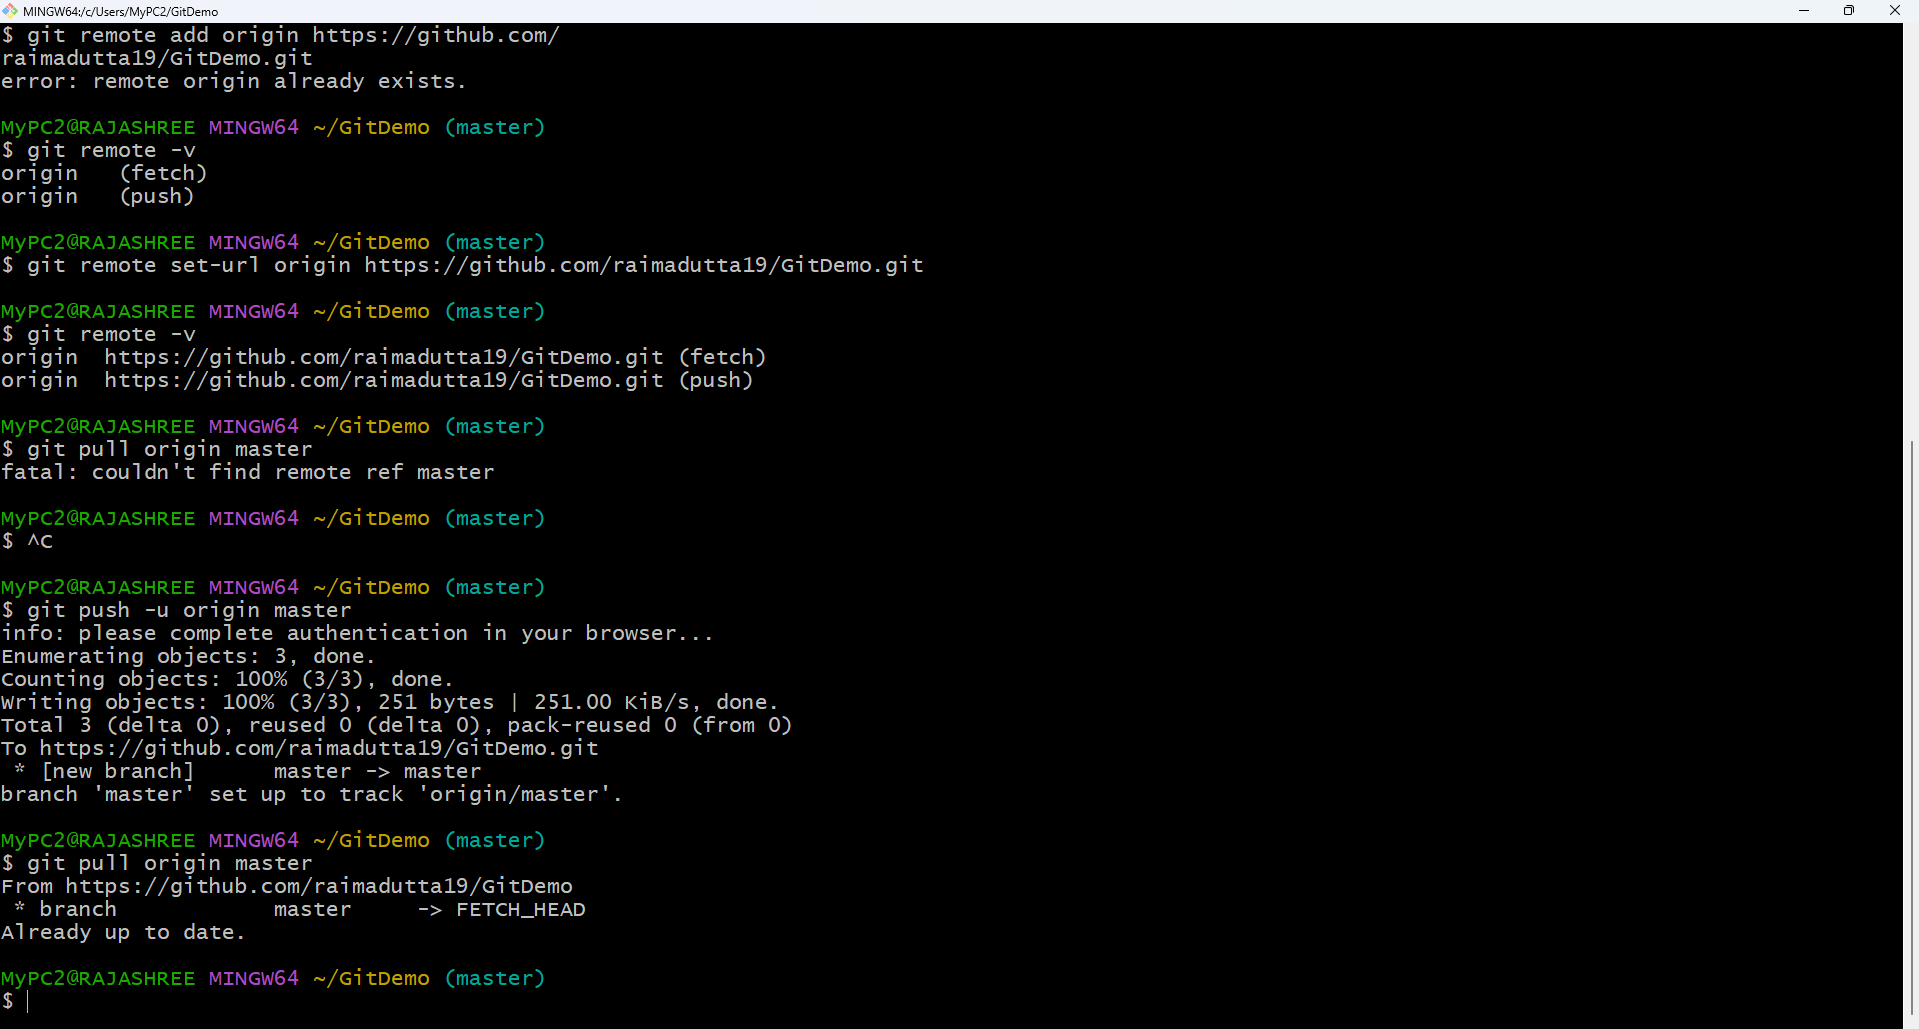 MINGW64:/c/Users/MyPC2/GitDemo
$ git remote add origin https://github.com/
raimadutta19/GitDemo.git
error: remote origin already exists.
MyPC2@RAJASHREE MINGW64 ~/GitDemo (master)
$ git remote -v
origin   (fetch)
origin   (push)
MyPC2@RAJASHREE MINGW64 ~/GitDemo (master)
$ git remote set-url origin https://github.com/raimadutta19/GitDemo.git
MyPC2@RAJASHREE MINGW64 ~/GitDemo (master)
$ git remote -v
origin  https://github.com/raimadutta19/GitDemo.git (fetch)
origin  https://github.com/raimadutta19/GitDemo.git (push)
MyPC2@RAJASHREE MINGW64 ~/GitDemo (master)
$ git pull origin master
fatal: couldn't find remote ref master
MyPC2@RAJASHREE MINGW64 ~/GitDemo (master)
$ ^C
MyPC2@RAJASHREE MINGW64 ~/GitDemo (master)
$ git push -u origin master
info: please complete authentication in your browser...
Enumerating objects: 3, done.
Counting objects: 100% (3/3), done.
Writing objects: 100% (3/3), 251 bytes | 251.00 KiB/s, done.
Total 3 (delta 0), reused 0 (delta 0), pack-reused 0 (from 0)
To https://github.com/raimadutta19/GitDemo.git
 * [new branch]      master -> master
branch 'master' set up to track 'origin/master'.
MyPC2@RAJASHREE MINGW64 ~/GitDemo (master)
$ git pull origin master
From https://github.com/raimadutta19/GitDemo
 * branch            master     -> FETCH_HEAD
Already up to date.
MyPC2@RAJASHREE MINGW64 ~/GitDemo (master)
$